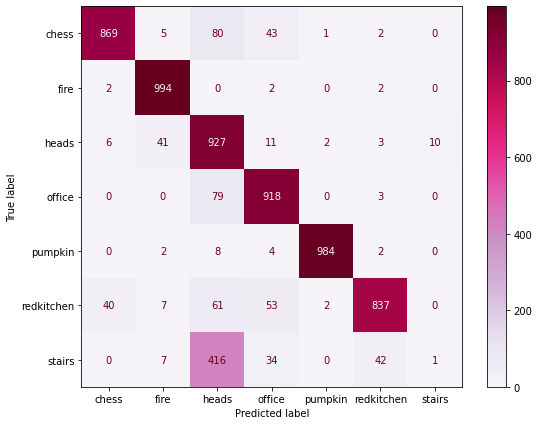 chess 869 5 80 43 1 2 0
fire 2 994 0 2 0 2 0
heads 6 41 927 11 2 3 10
office 0 0 79 918 0 3 0
pumpkin 0 2 8 4 984 2 0
redkitchen 40 7 61 53 2 837 0
stairs 0 7 416 34 0 42 1
chess fire heads office pumpkin redkitchen stairs
Predicted label
True label
800
600
400
200
0